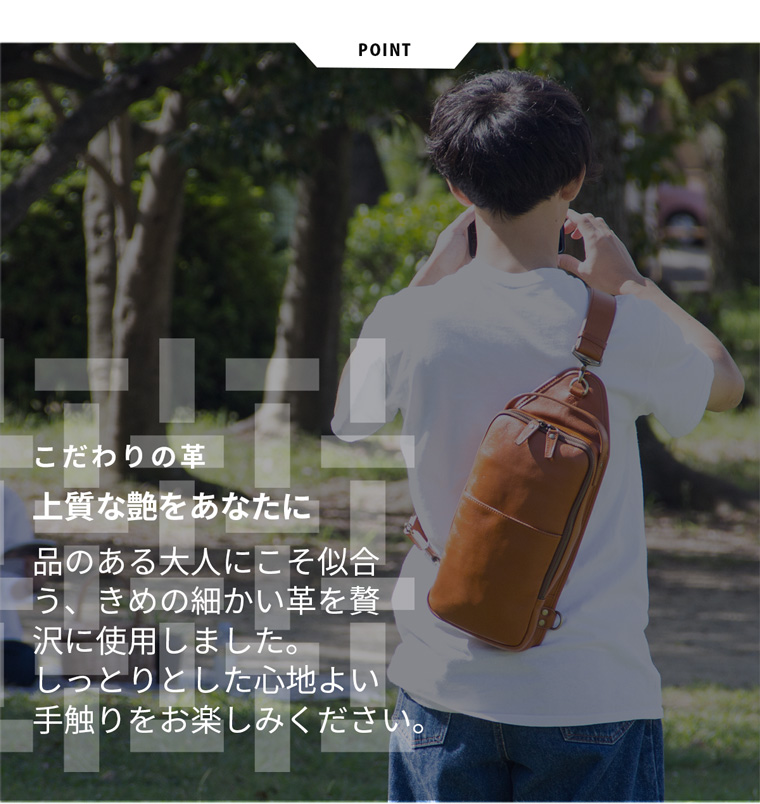 POINT
こだわりの革
上質な艶をあなたに
品のある大人にこそ似合
う、きめの細かい革を贅
沢に使用しました。
しっとりとした心地よい
手触りをお楽しみください。